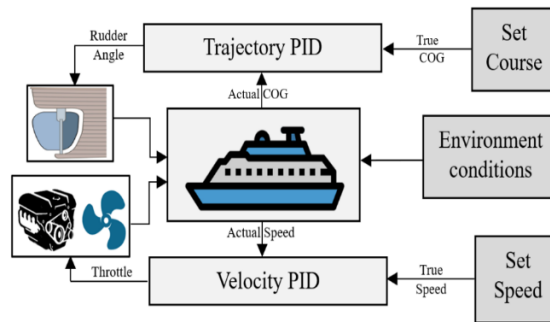 Rudder
Angle
Trajectory PID
True
COG
Set
Course
Actual COG
Environment
conditions
Actual Speed
Throttle
Velocity PID
True
Speed
Set
Speed